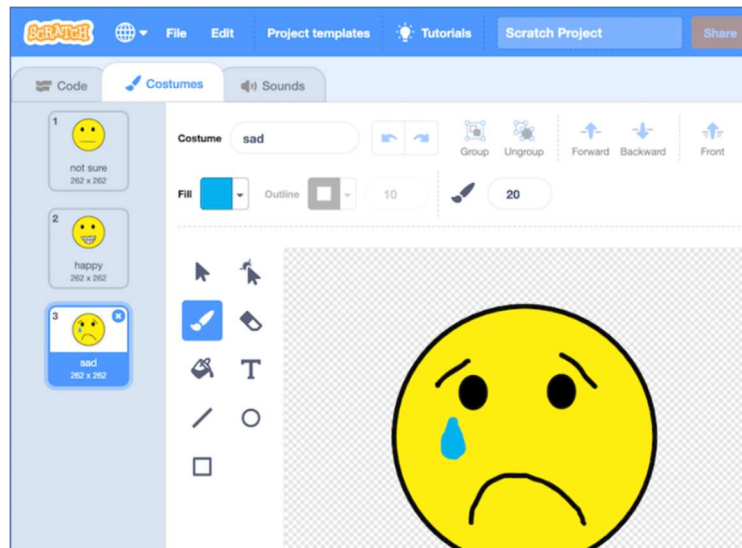 SCRATCH File Edit Project templates Tutorials Scratch Project Share
Code Costumes Sounds
1
not sure
262 x 262
2
happy
262 x 262
3
sad
262 x 262
Costume sad Group Ungroup Forward Backward Front
Fill Outline 10 20
T